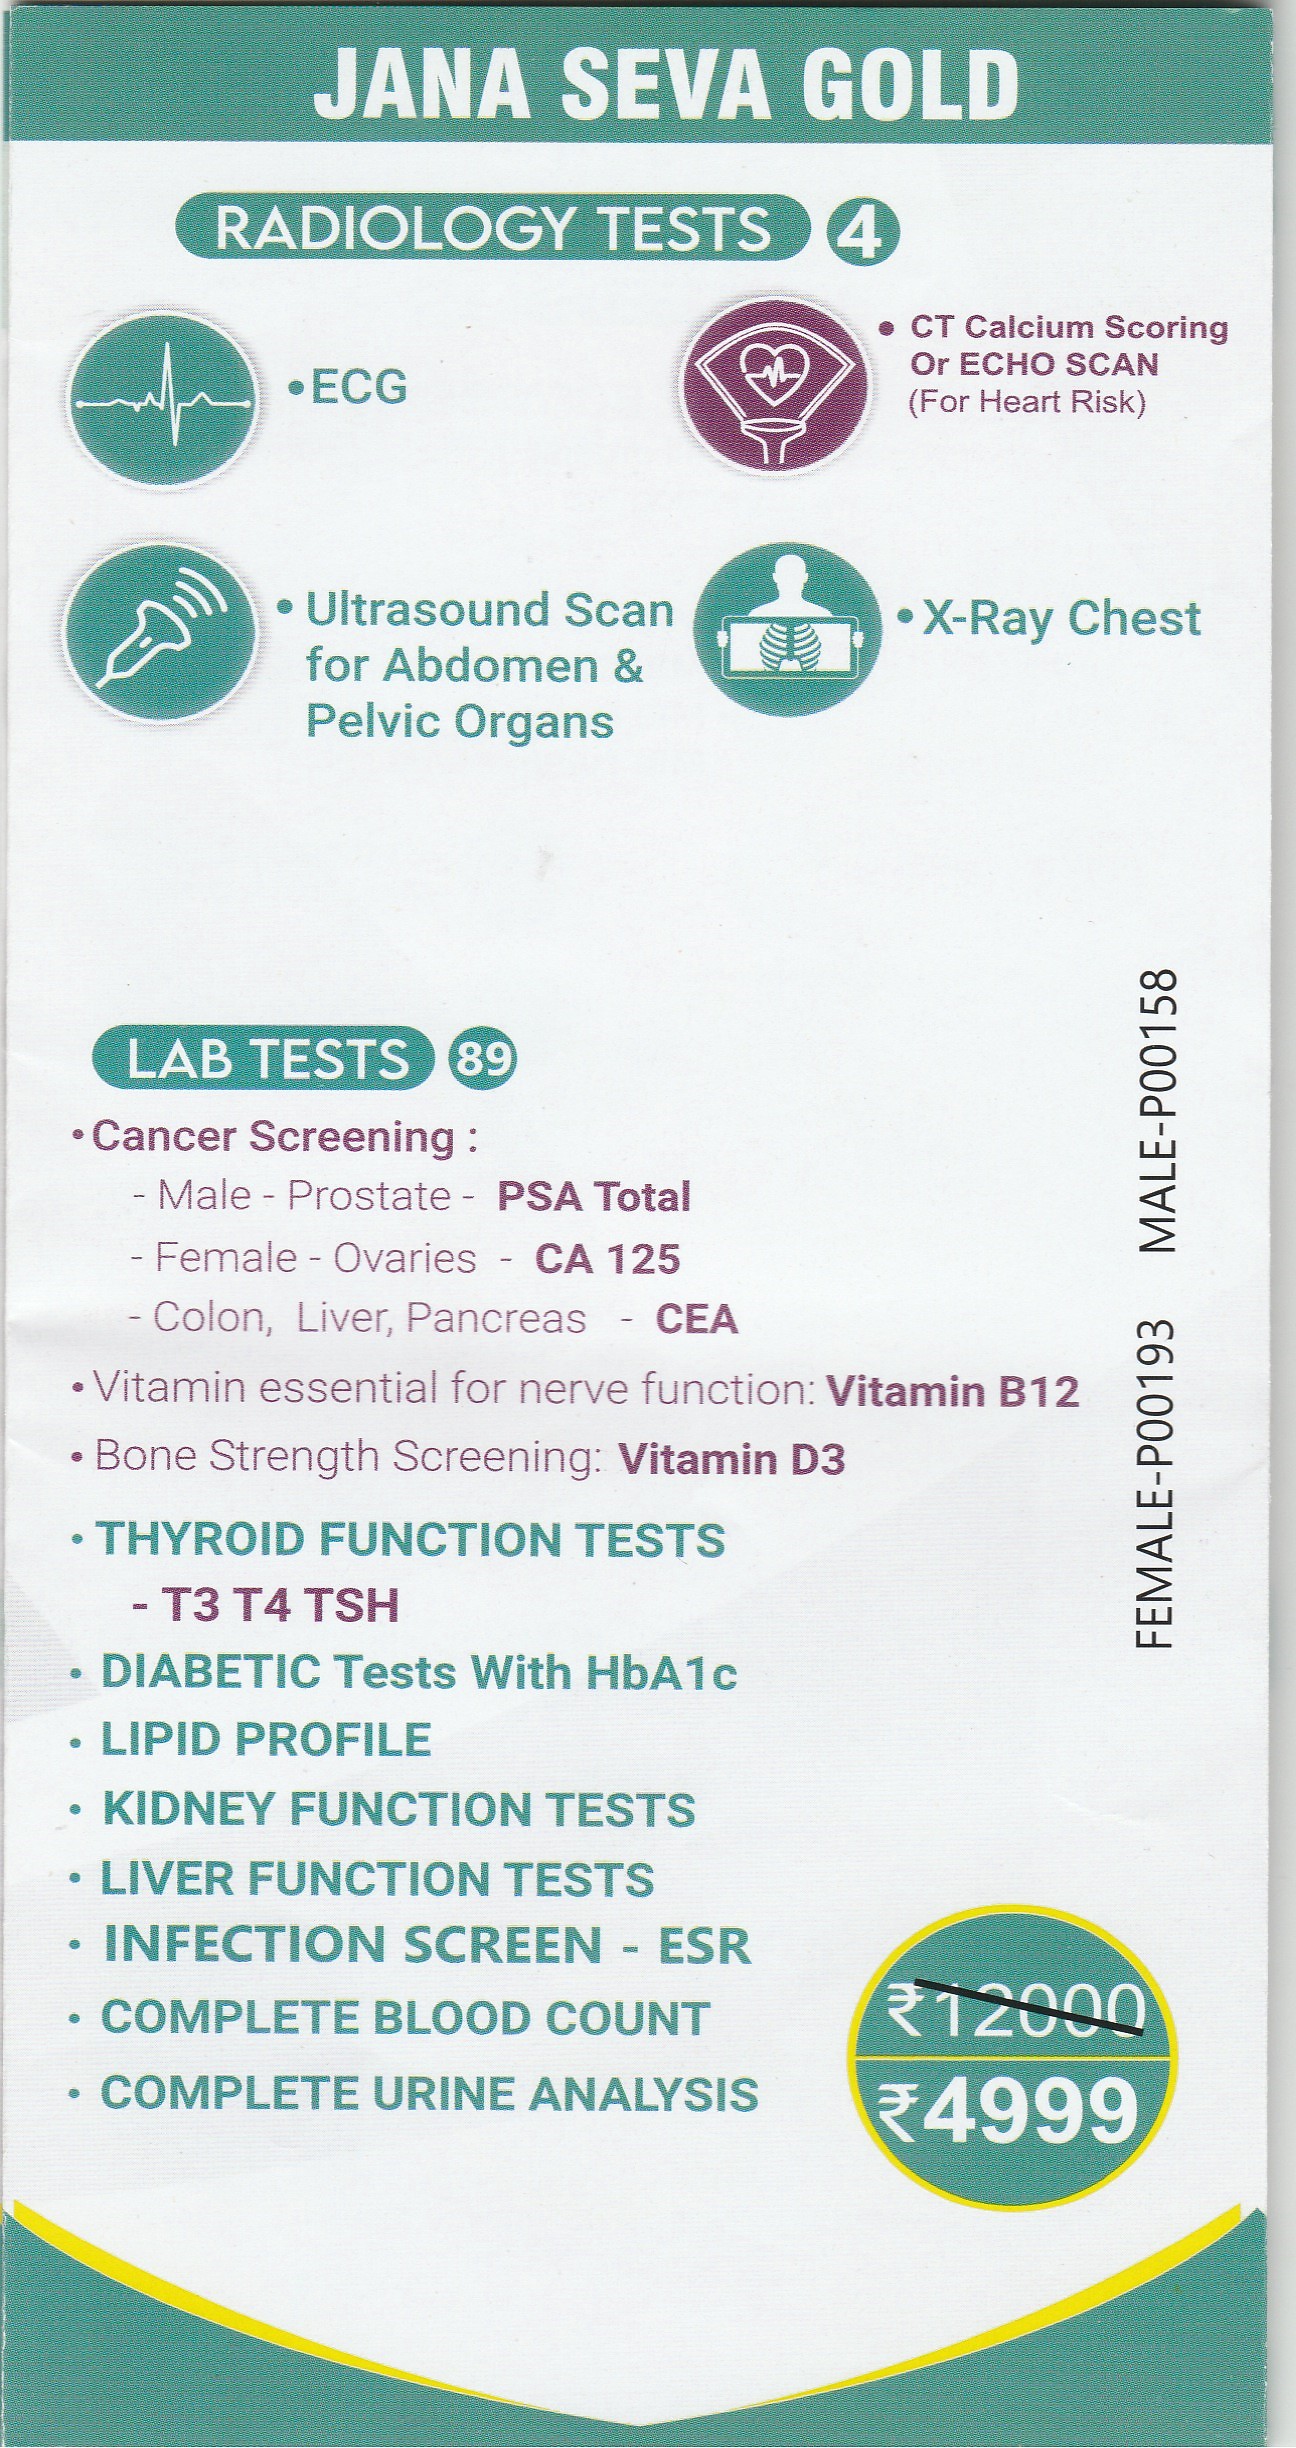 JANA SEVA GOLD
RADIOLOGY TESTS 4
•ECG
• CT Calcium Scoring
Or ECHO SCAN
(For Heart Risk)
• Ultrasound Scan
for Abdomen &
Pelvic Organs
• X-Ray Chest
LAB TESTS 89
• Cancer Screening :
- Male - Prostate - PSA Total
- Female - Ovaries - CA 125
- Colon, Liver, Pancreas - CEA
• Vitamin essential for nerve function: Vitamin B12
• Bone Strength Screening: Vitamin D3
• THYROID FUNCTION TESTS
- T3 T4 TSH
• DIABETIC Tests With HbA1c
• LIPID PROFILE
• KIDNEY FUNCTION TESTS
• LIVER FUNCTION TESTS
• INFECTION SCREEN - ESR
• COMPLETE BLOOD COUNT
• COMPLETE URINE ANALYSIS
₹12000
₹4999
FEMALE-P00193 MALE-P00158